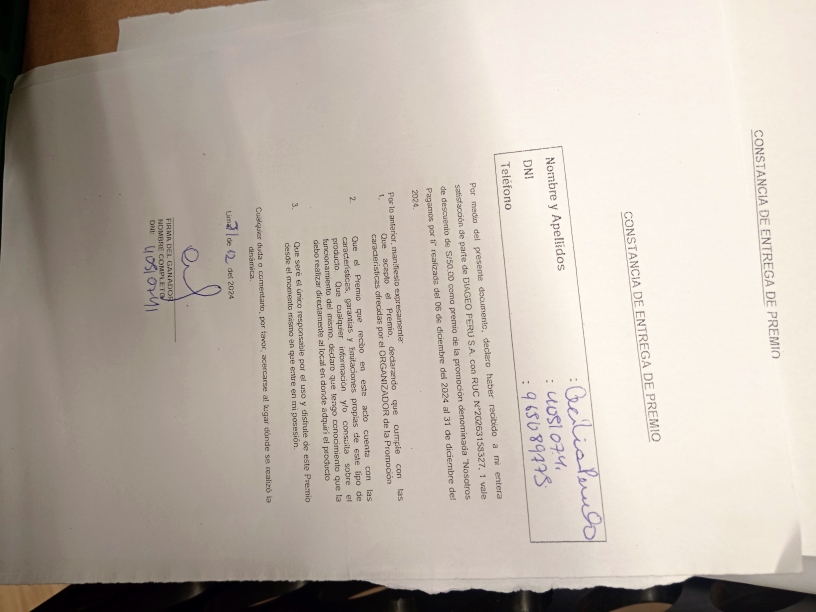 CONSTANCIA DE ENTREGA DE PREMIO
CONSTANCIA DE ENTREGA DE PREMIO
Nombre y Apellidos : Cecilia
DNI : 40510741
Teléfono : 965089173
Por medio del presente documento, declaro haber recibido a mi entera
satisfacción de parte de DIAGEO PERÚ S.A. con RUC N°20263158327, 1 vale
de descuento de S/50.00 como premio de la promoción denominada "Nosotros
Pagamos por ti" realizada del 06 de diciembre del 2024 al 31 de diciembre del
2024.
Por lo anterior, manifiesto expresamente:
1. Que acepto el Premio, declarando que cumple con las
características ofrecidas por el ORGANIZADOR de la Promoción
2. Que el Premio que recibo en este acto cuenta con las
características, garantías y limitaciones propias de este tipo de
producto. Que cualquier información y/o consulta sobre el
funcionamiento del mismo, declaro que tengo conocimiento que la
debo realizar directamente al local en donde adquirí el producto
3. Que seré el único responsable por el uso y disfrute de este Premio
desde el momento mismo en que entre en mi posesión.
Cualquier duda o comentario, por favor, acercarse al lugar dónde se realizó la
dinámica.
Lima 21 de 12 del 2024
FIRMA DEL GANADOR
NOMBRE COMPLETO
DNI: 40510741